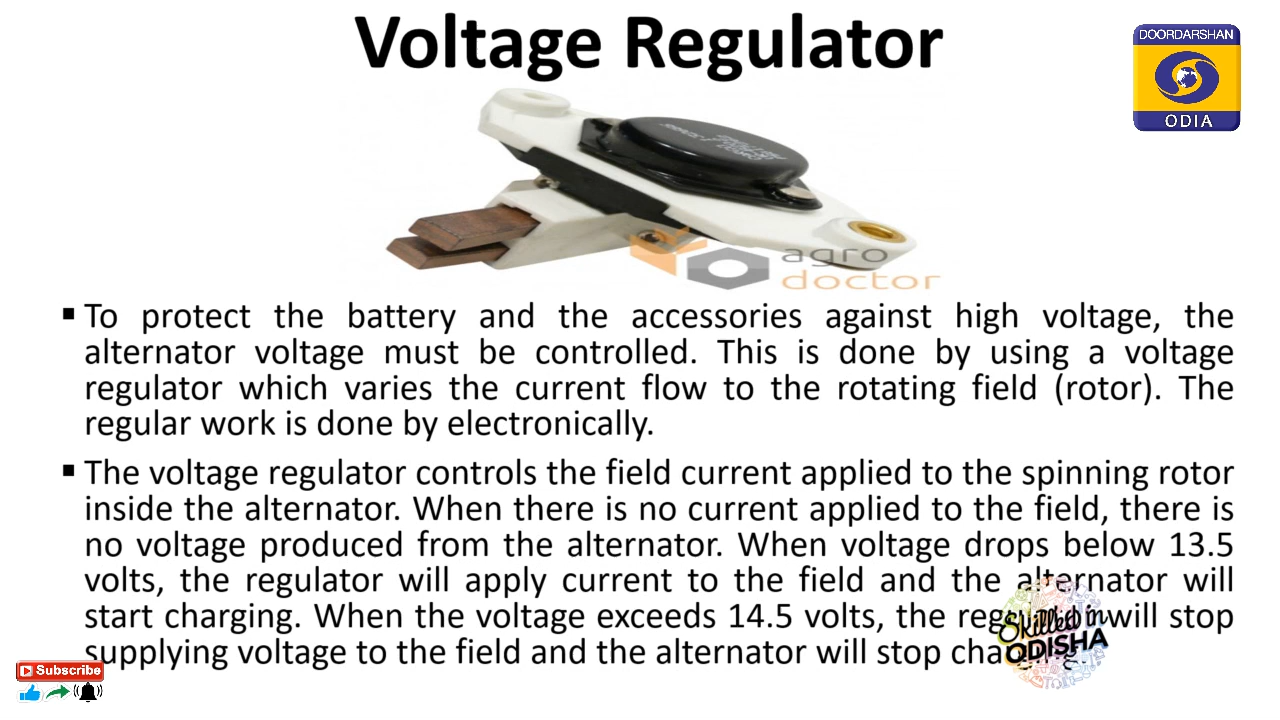 Voltage Regulator
DOORDARSHAN
ODIA
agro
doctor
▪ To protect the battery and the accessories against high voltage, the
alternator voltage must be controlled. This is done by using a voltage
regulator which varies the current flow to the rotating field (rotor). The
regular work is done by electronically.
▪ The voltage regulator controls the field current applied to the spinning rotor
inside the alternator. When there is no current applied to the field, there is
no voltage produced from the alternator. When voltage drops below 13.5
volts, the regulator will apply current to the field and the alternator will
start charging. When the voltage exceeds 14.5 volts, the will stop
supplying voltage to the field and the alternator will stop
Skilled in
ODISHA
Subscribe